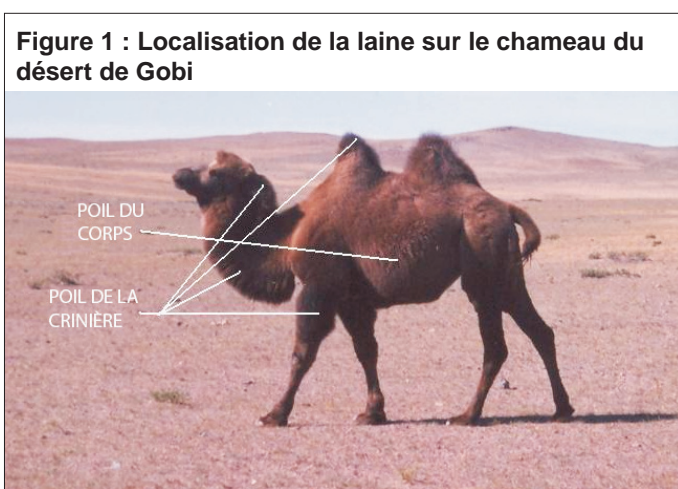 Figure 1 : Localisation de la laine sur le chameau du
désert de Gobi
POIL DU
CORPS
POIL DE LA
CRINIÈRE